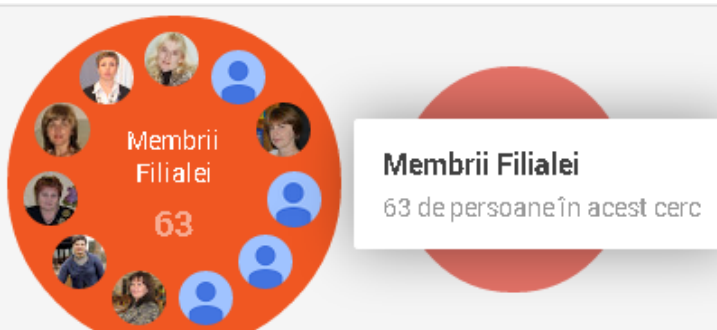 Membrii
Filialei
63
Membrii Filialei
63 de persoane în acest cerc